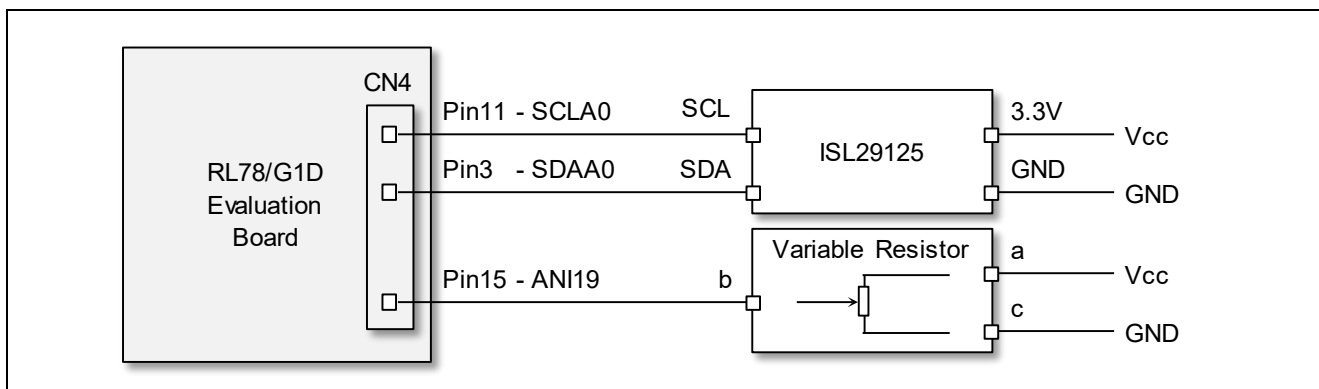 CN4
RL78/G1D
Evaluation
Board
Pin11 - SCLA0
SCL
Pin3 - SDAA0
SDA
Pin15 - ANI19
b
ISL29125
3.3V
Vcc
GND
GND
Variable Resistor
a
Vcc
c
GND